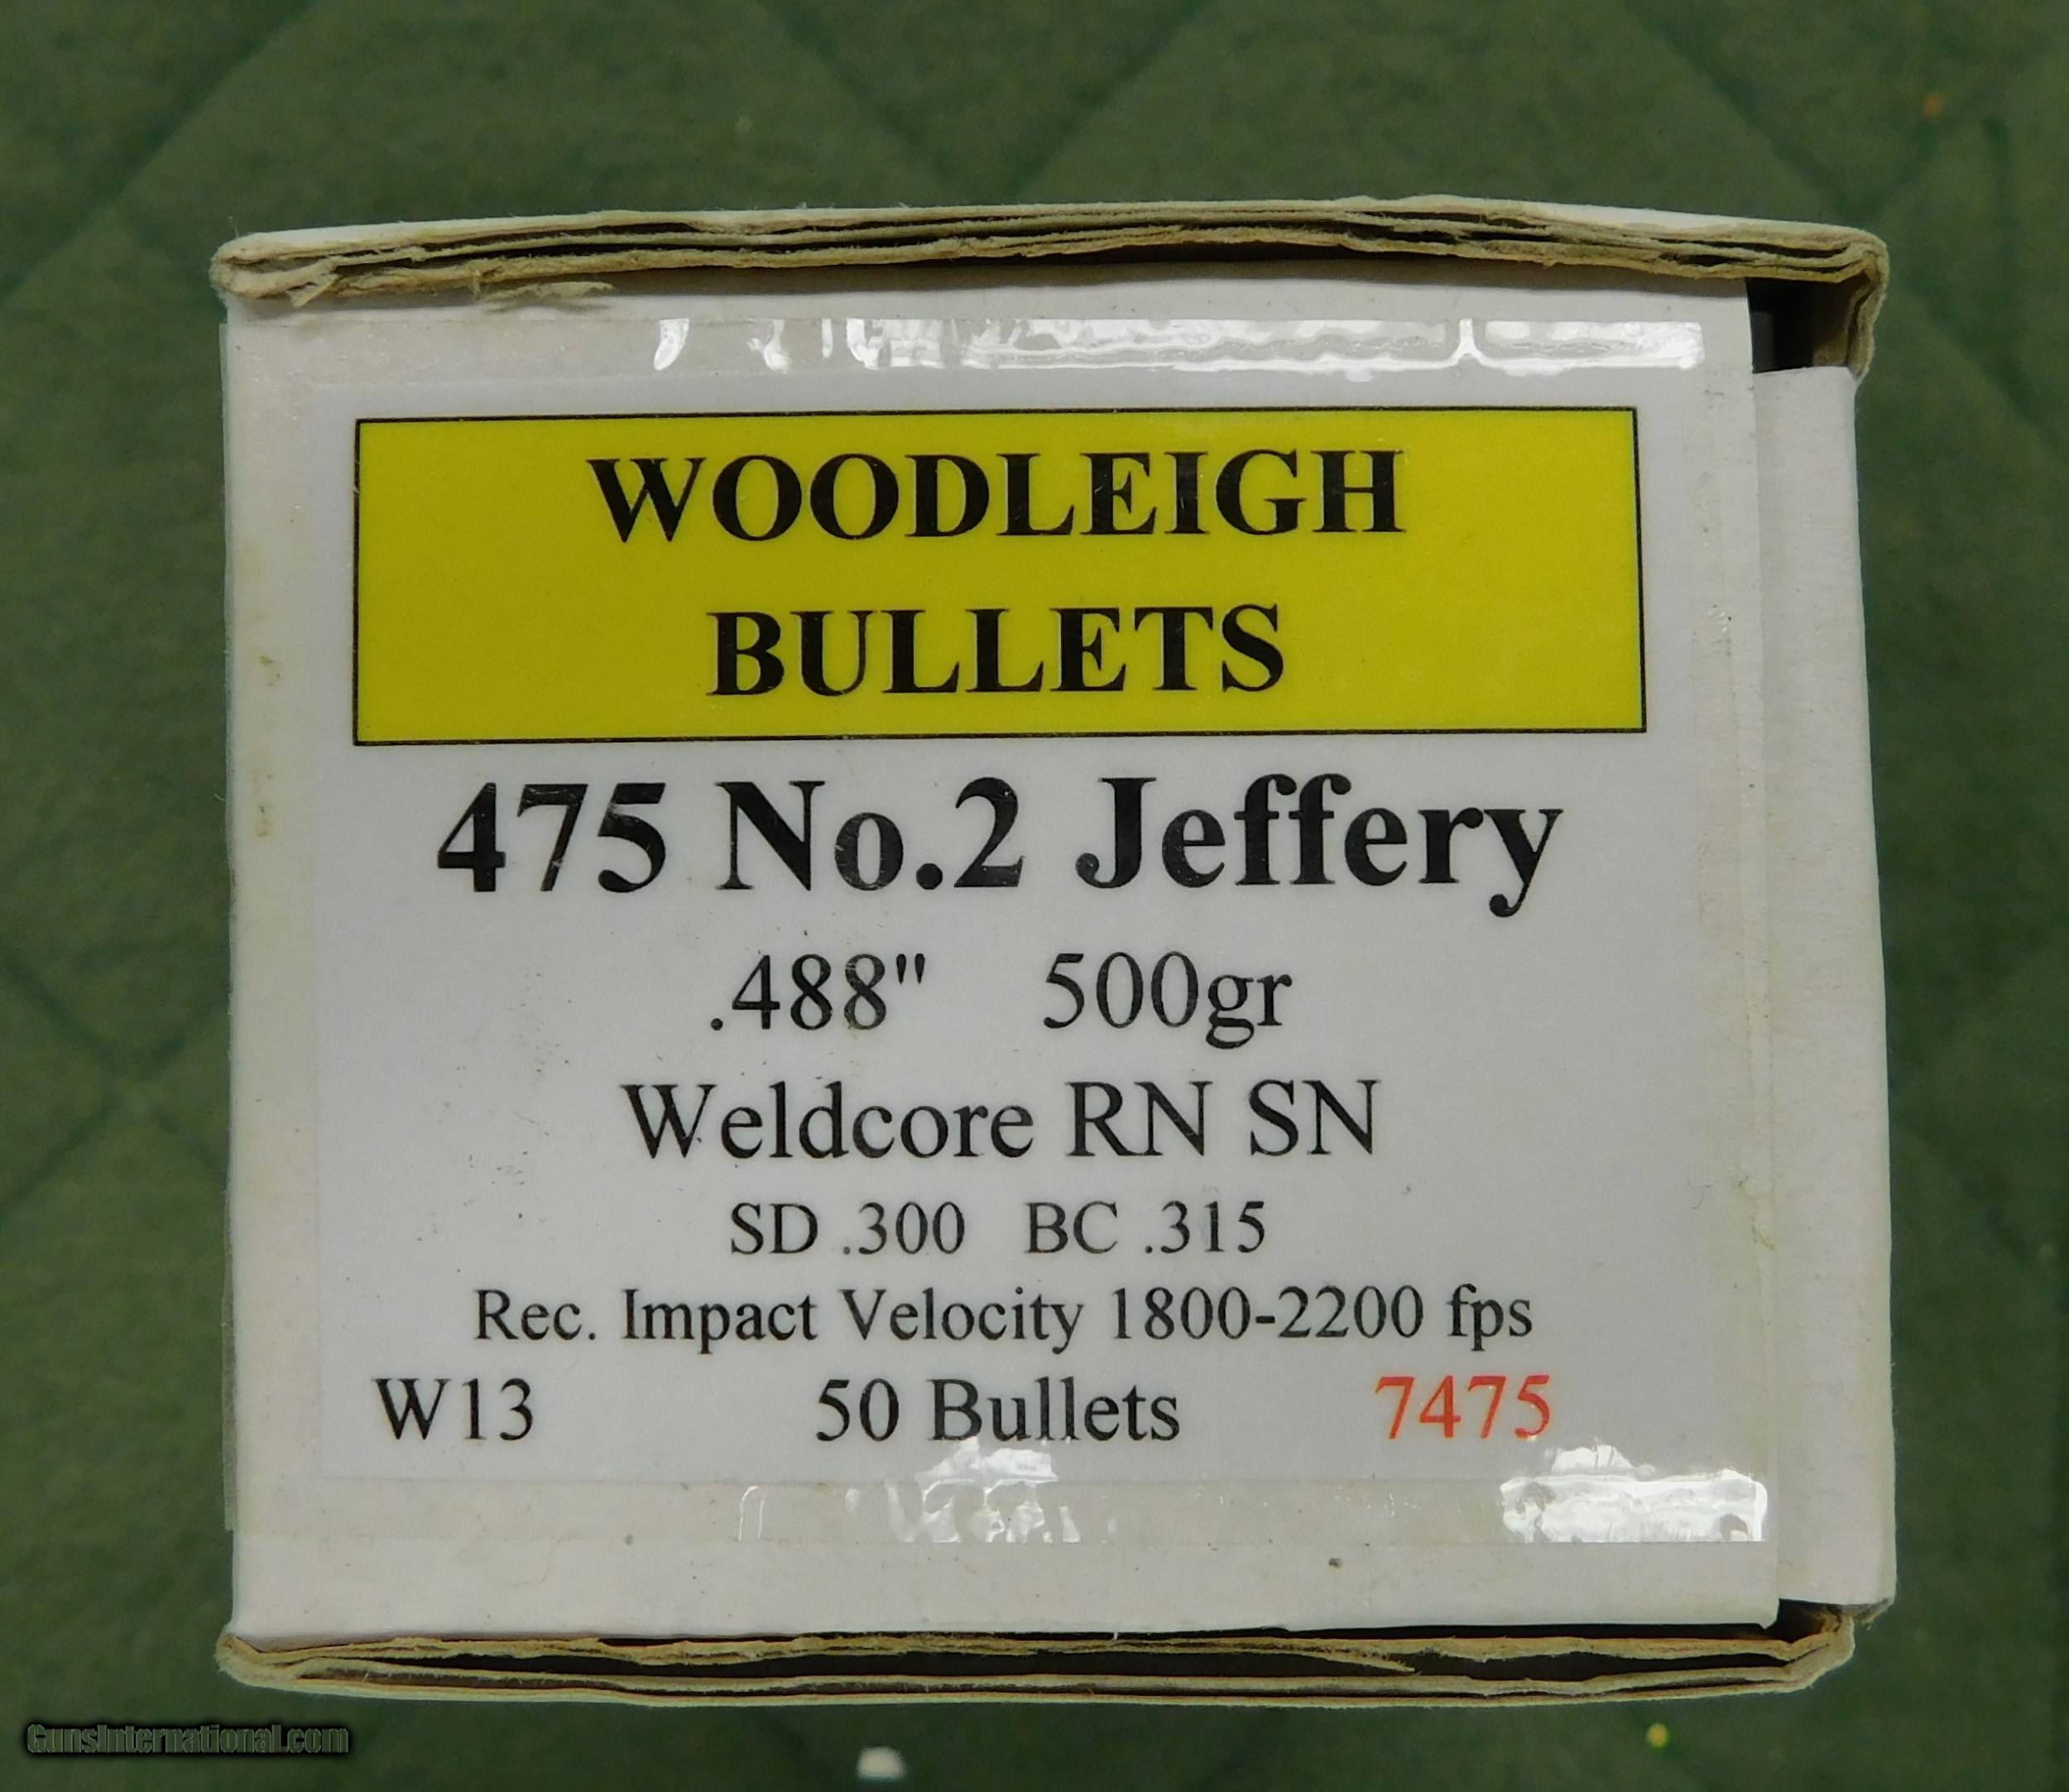 WOODLEIGH
BULLETS
475 No.2 Jeffery
.488" 500gr
Weldcore RN SN
SD .300 BC .315
Rec. Impact Velocity 1800-2200 fps
W13 50 Bullets 7475
GunsInternational.com